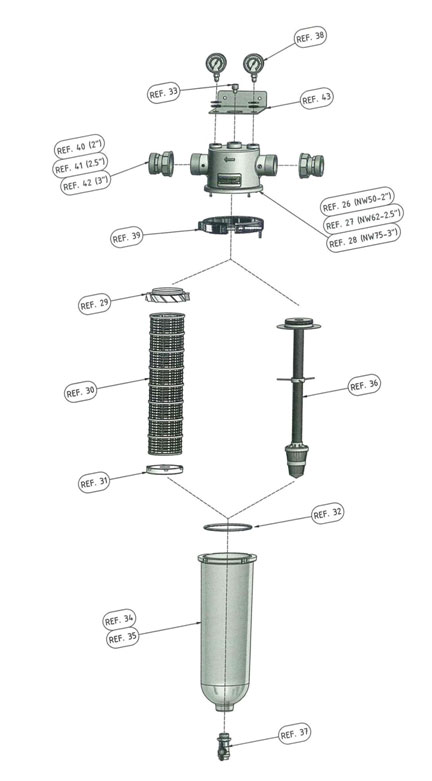 REF. 38
REF. 33
REF. 43
REF. 40 (2")
REF. 41 (2.5")
REF. 42 (3")
REF. 26 (NW50-2")
REF. 27 (NW62-2.5")
REF. 28 (NW75-3")
REF. 39
REF. 29
REF. 30
REF. 36
REF. 31
REF. 32
REF. 34
REF. 35
REF. 37